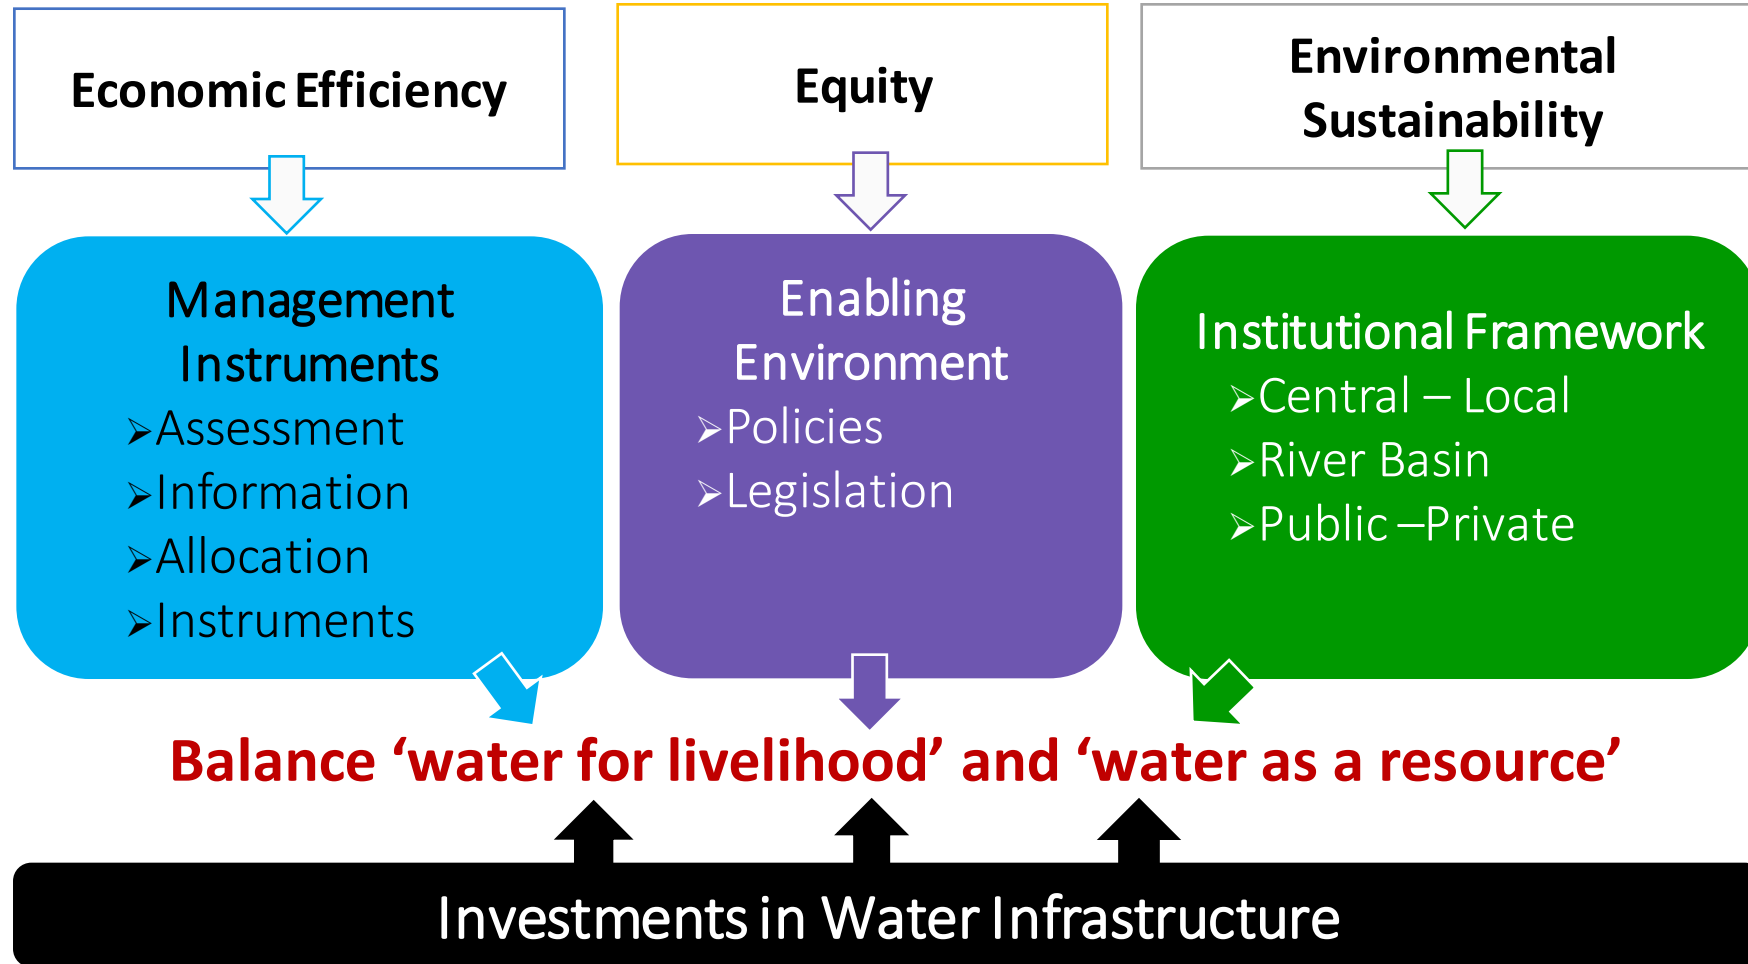 Economic Efficiency
Equity
Environmental
Sustainability
Management
Instruments
➢Assessment
➢Information
➢Allocation
➢Instruments
Enabling
Environment
➢Policies
➢Legislation
Institutional Framework
➢Central – Local
➢River Basin
➢Public –Private
Balance ‘water for livelihood’ and ‘water as a resource’
Investments in Water Infrastructure